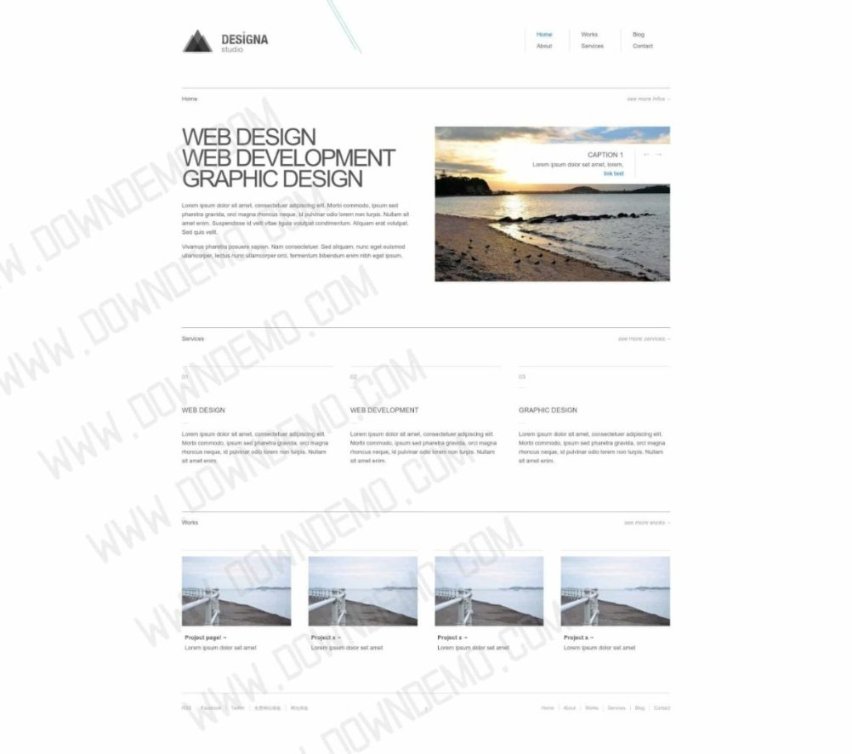 DESIGNA
studio
Home
Works
Blog
About
Services
Contact
Home
see more infos
WEB DESIGN
WEB DEVELOPMENT
GRAPHIC DESIGN
CAPTION 1
Lorem ipsum dolor set amet, lorem,
link text
Lorem ipsum dolor sit amet, consectetuer adipiscing elit. Morbi commodo, ipsum sed
pharetra gravida, orci magna rhoncus neque, id pulvinar odio lorem non turpis. Nullam sit
amet enim. Suspendisse id velit vitae ligula volutpat condimentum. Aliquam erat volutpat.
Sed quis velit.
Vivamus pharetra posuere sapien. Nam consectetuer. Sed aliquam, nunc eget euismod
ullamcorper, lectus nunc ullamcorper orci, fermentum bibendum enim nibh eget ipsum.
Services
see more services
01
02
03
WEB DESIGN
WEB DEVELOPMENT
GRAPHIC DESIGN
Lorem ipsum dolor sit amet, consectetuer adipiscing elit.
Morbi commodo, ipsum sed pharetra gravida, orci magna
rhoncus neque, id pulvinar odio lorem non turpis. Nullam
sit amet enim.
Lorem ipsum dolor sit amet, consectetuer adipiscing elit.
Morbi commodo, ipsum sed pharetra gravida, orci magna
rhoncus neque, id pulvinar odio lorem non turpis. Nullam
sit amet enim.
Lorem ipsum dolor sit amet, consectetuer adipiscing elit.
Morbi commodo, ipsum sed pharetra gravida, orci magna
rhoncus neque, id pulvinar odio lorem non turpis. Nullam
sit amet enim.
Works
see more works
Project page!
Lorem ipsum dolor set amet
Project x
Lorem ipsum dolor set amet
Project x
Lorem ipsum dolor set amet
Project x
Lorem ipsum dolor set amet
RSS | Facebook | Twitter
Home | About | Works | Services | Blog | Contact
WWW.DOWNDEMO.COM
WWW.DOWNDEMO.COM
WWW.DOWNDEMO.COM
WWW.DOWNDEMO.COM
WWW.DOWNDEMO.COM